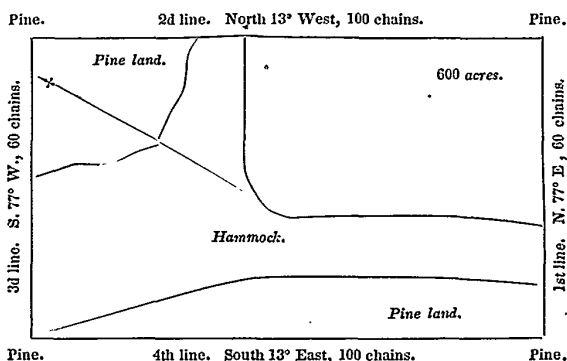 Pine. 2d line. North 13° West, 100 chains. Pine.
Pine land.
600 acres.
3d line. S. 77° W., 60 chains.
1st line. N. 77° E, 60 chains.
Hammock.
Pine land.
Pine. 4th line. South 13° East, 100 chains. Pine.